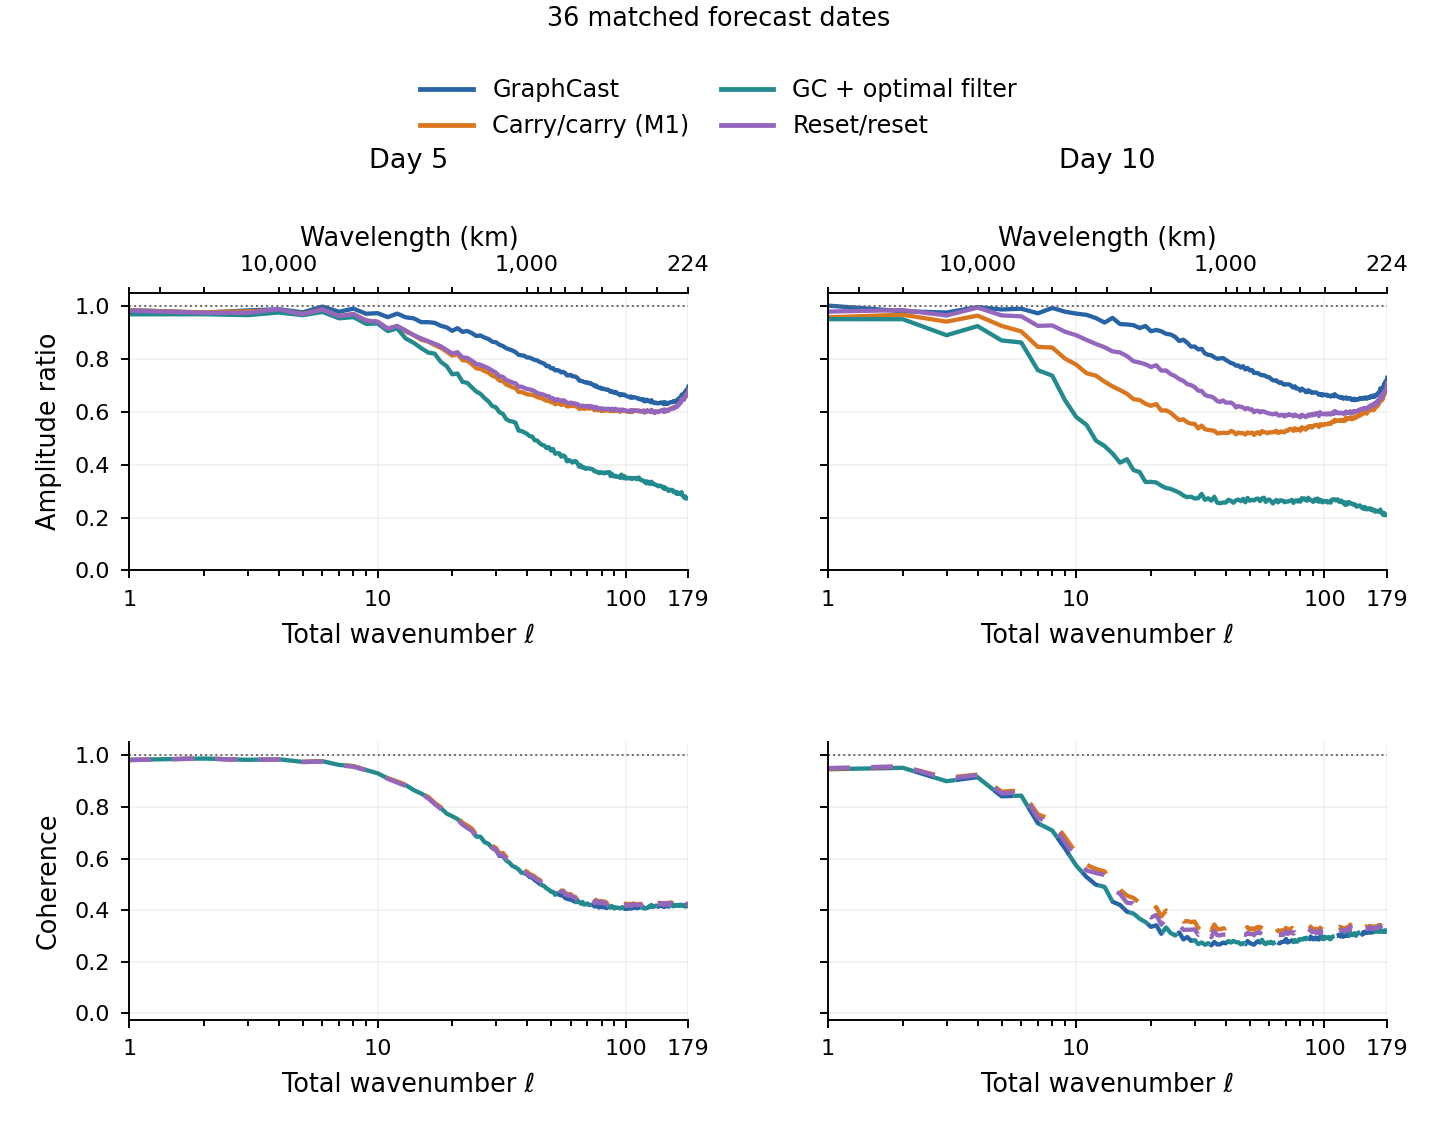 36 matched forecast dates
GraphCast
GC + optimal filter
Carry/carry (M1)
Reset/reset
Day 5
Day 10
Wavelength (km)
Wavelength (km)
10,000 1,000 224
10,000 1,000 224
Amplitude ratio
1.0
0.8
0.6
0.4
0.2
0.0
1 10 100 179
1 10 100 179
Total wavenumber ℓ
Total wavenumber ℓ
Coherence
1.0
0.8
0.6
0.4
0.2
0.0
1 10 100 179
1 10 100 179
Total wavenumber ℓ
Total wavenumber ℓ